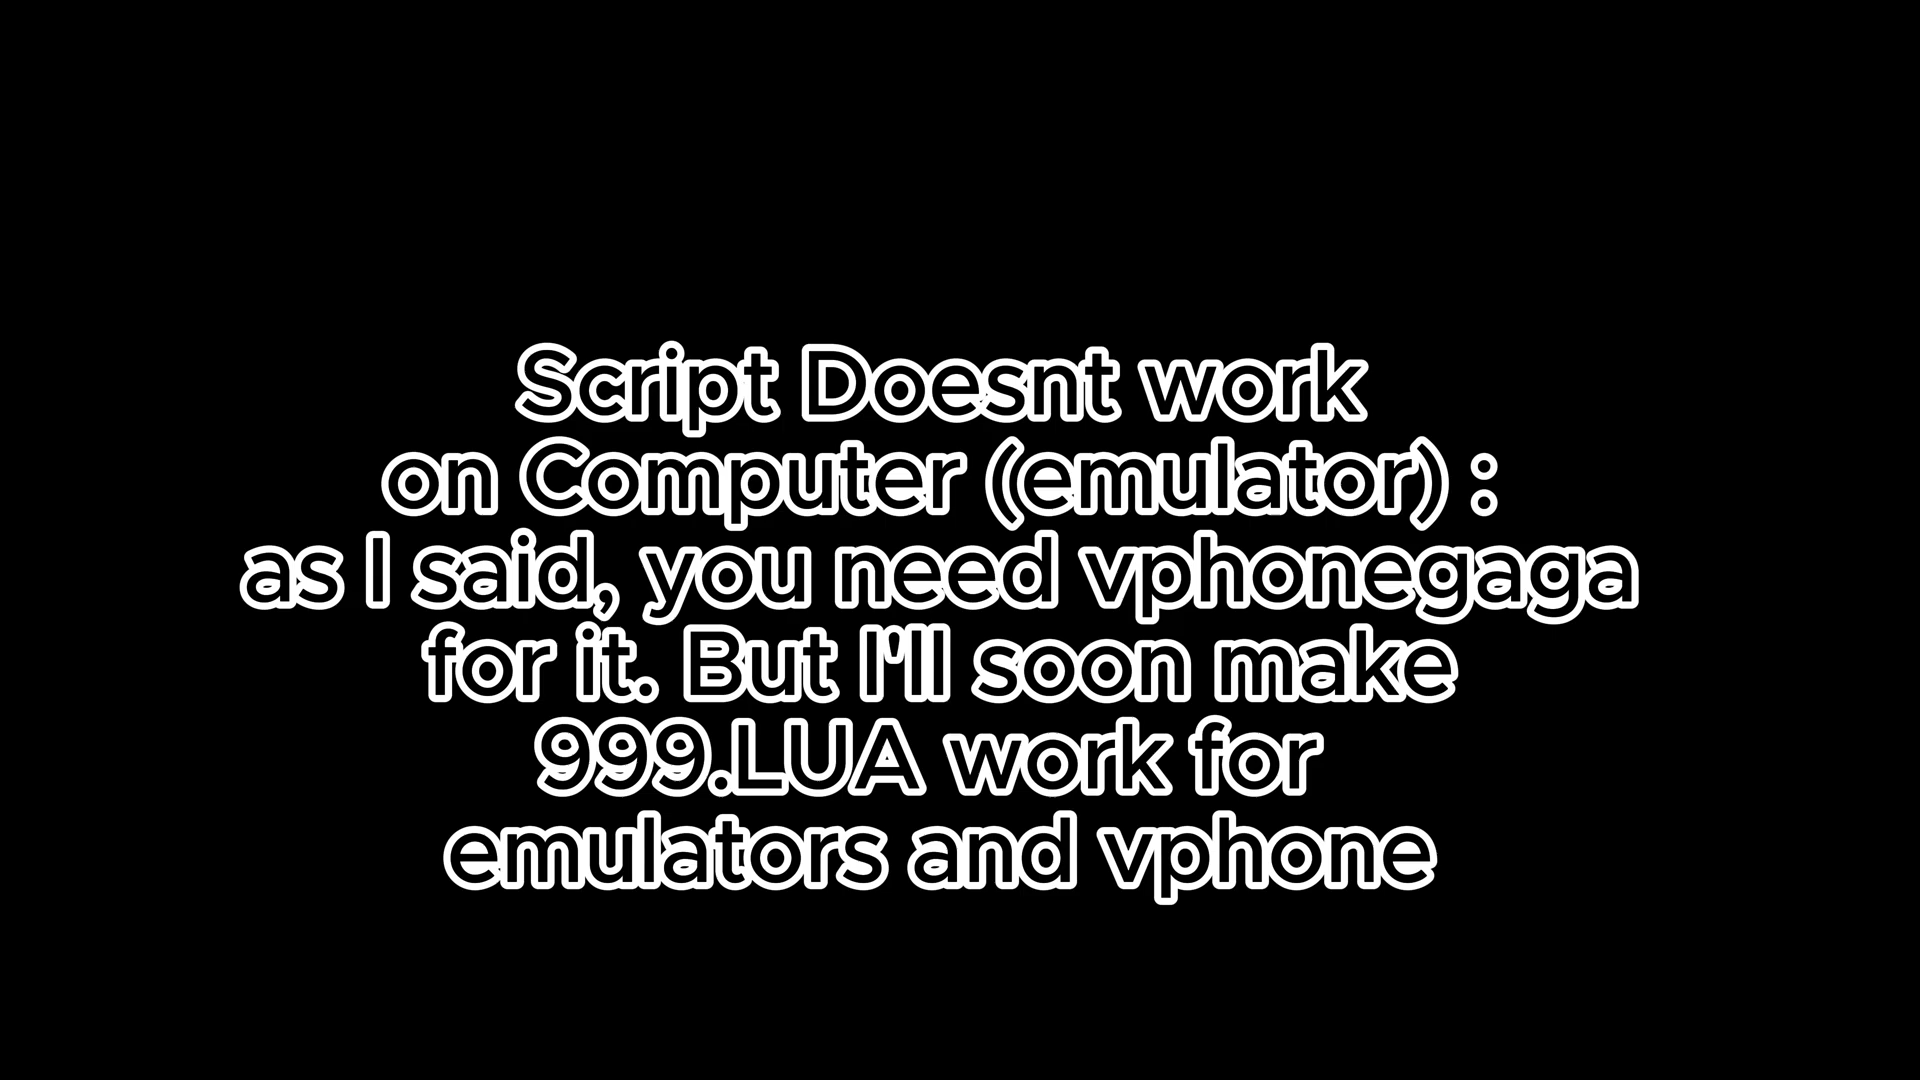 Script Doesnt work
on Computer (emulator) :
as I said, you need vphonegaga
for it. But I'll soon make
999.LUA work for
emulators and vphone